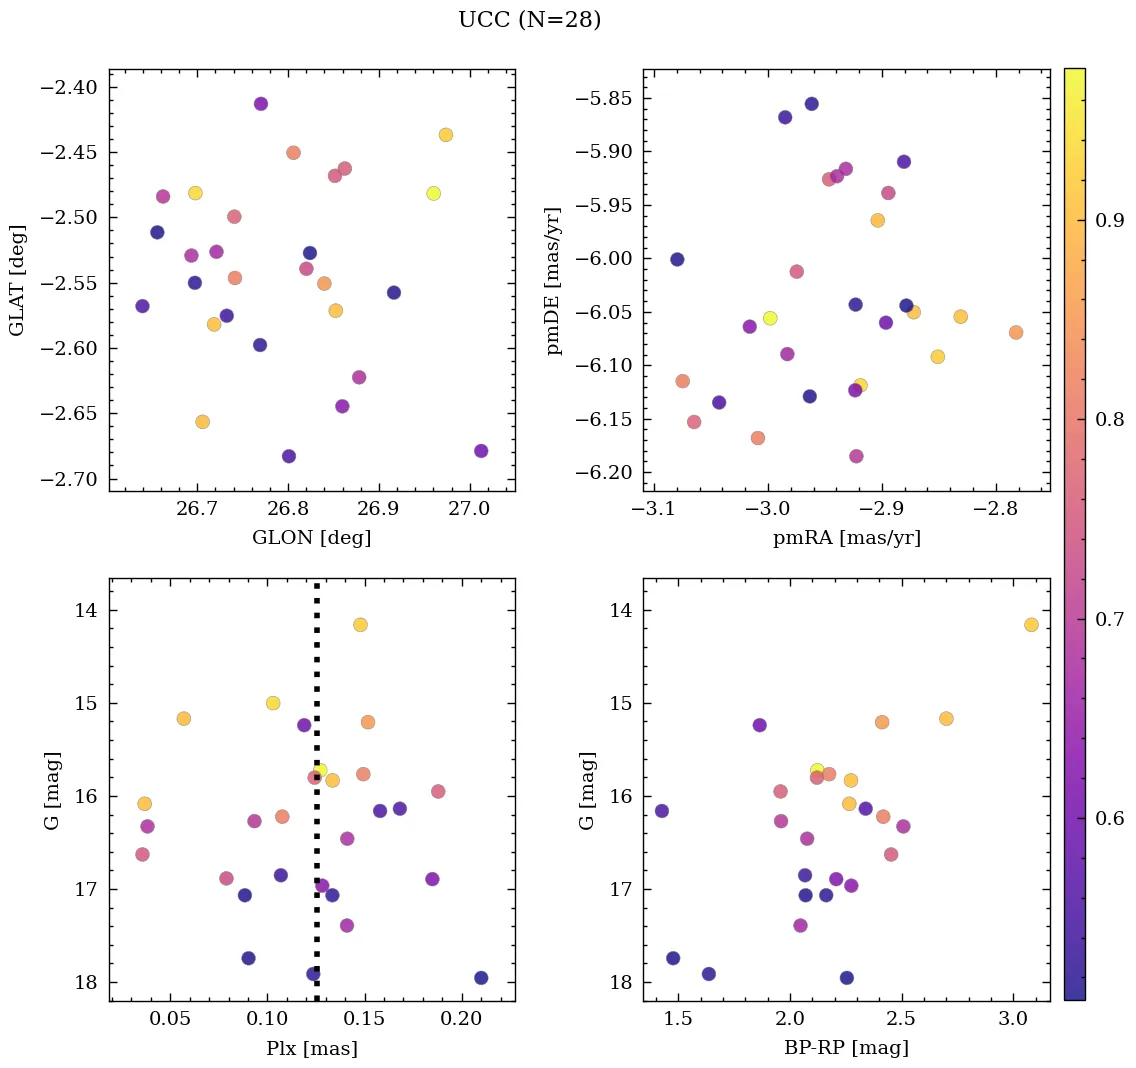 UCC (N=28)
−2.40
−2.45
−2.50
−2.55
−2.60
−2.65
−2.70
GLAT [deg]
26.7 26.8 26.9 27.0
GLON [deg]
−5.85
−5.90
−5.95
−6.00
−6.05
−6.10
−6.15
−6.20
pmDE [mas/yr]
−3.1 −3.0 −2.9 −2.8
pmRA [mas/yr]
14
15
16
17
18
G [mag]
0.05 0.10 0.15 0.20
Plx [mas]
14
15
16
17
18
G [mag]
1.5 2.0 2.5 3.0
BP-RP [mag]
0.9
0.8
0.7
0.6